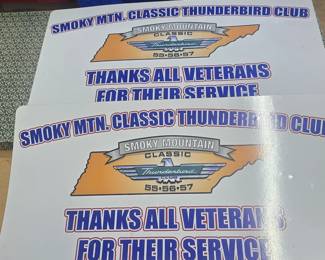 SMOKY MTN. CLASSIC THUNDERBIRD CLUB
SMOKY MOUNTAIN
CLASSIC
Thunderbird
55·56·57
THANKS ALL VETERANS
FOR THEIR SERVICE
SMOKY MTN. CLASSIC THUNDERBIRD CLUB
SMOKY MOUNTAIN
CLASSIC
Thunderbird
55·56·57
THANKS ALL VETERANS
FOR THEIR SERVICE